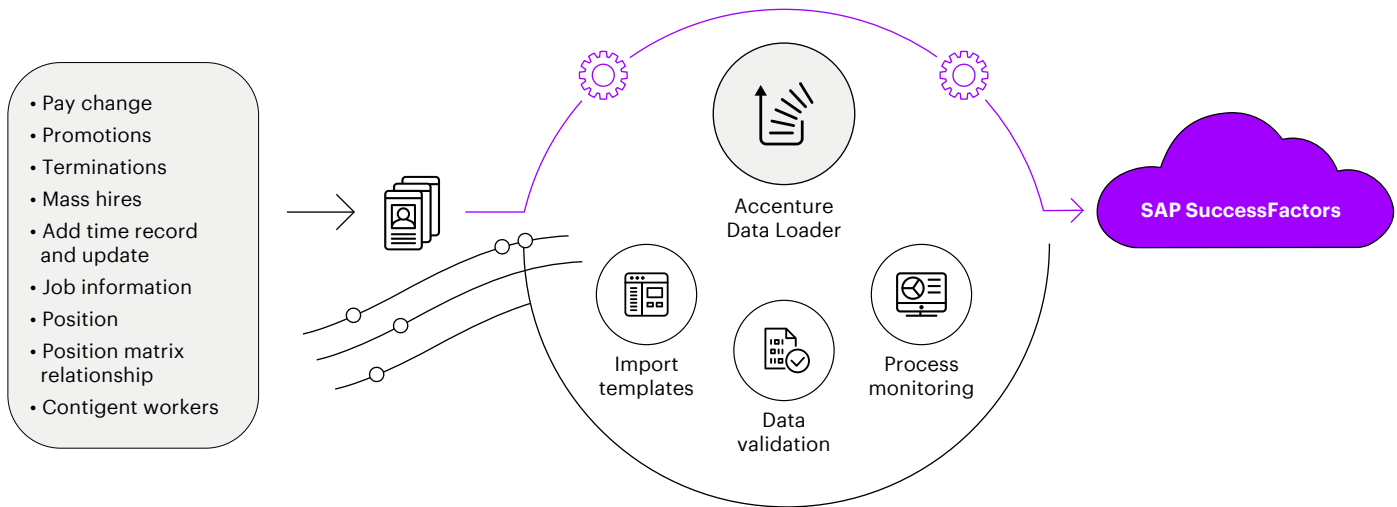 • Pay change
• Promotions
• Terminations
• Mass hires
• Add time record
and update
• Job information
• Position
• Position matrix
relationship
• Contigent workers
Accenture
Data Loader
Import
templates
Data
validation
Process
monitoring
SAP SuccessFactors